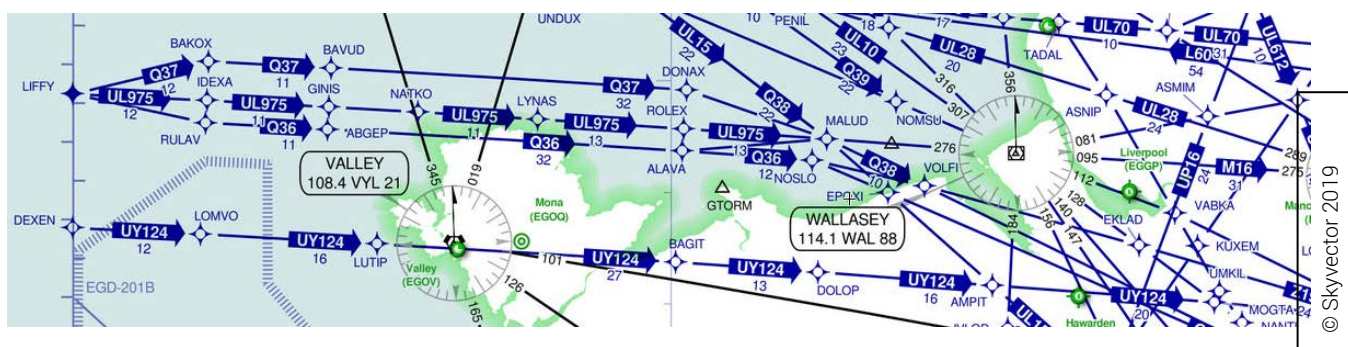 UNDUX
10
PENIL
18
17
UL70
10
UL70
L60
31
54
UL612
10
TADAL
BAKOX
BAVUD
UL15
22
UL10
23
UL28
20
Q39
22
316
307
356
LIFFY
Q37
12
IDEXA
Q37
11
GINIS
NATKO
LYNAS
Q37
32
DONAX
ROLEX
Q38
22
NOMSU
ASNIP
ASMIM
UL28
24
UL975
12
UL975
11
UL975
11
UL975
13
UL975
13
MALUD
RULAV
Q36
11
ABGEP
Q36
32
ALAVA
Q36
12
NOSLO
Q38
10
276
VOLFI
081
095
Liverpool
(EGGP)
UP16
24
M16
31
289
275
VALLEY
108.4 VYL 21
345
019
EPOXI
112
128
140
147
156
184
EKLAD
VABKA
GTORM
WALLASEY
114.1 WAL 88
DEXEN
UY124
12
LOMVO
UY124
16
LUTIP
Mona
(EGOQ)
Valley
(EGOV)
101
126
165
UY124
27
BAGIT
UY124
13
DOLOP
UY124
16
AMPIT
UY124
20
KUXEM
UMKIL
MOGTA
24
Hawarden
EGD-201B
© Skyvector 2019